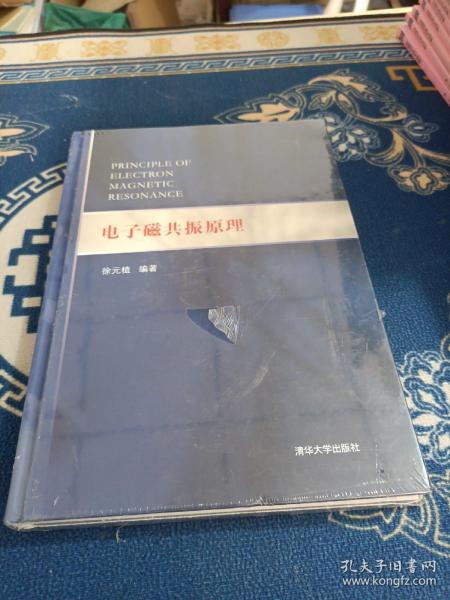 PRINCIPLE OF
ELECTRON
MAGNETIC
RESONANCE
电子磁共振原理
徐元植 编著
清华大学出版社
孔夫子旧书网
www.kongfz.com